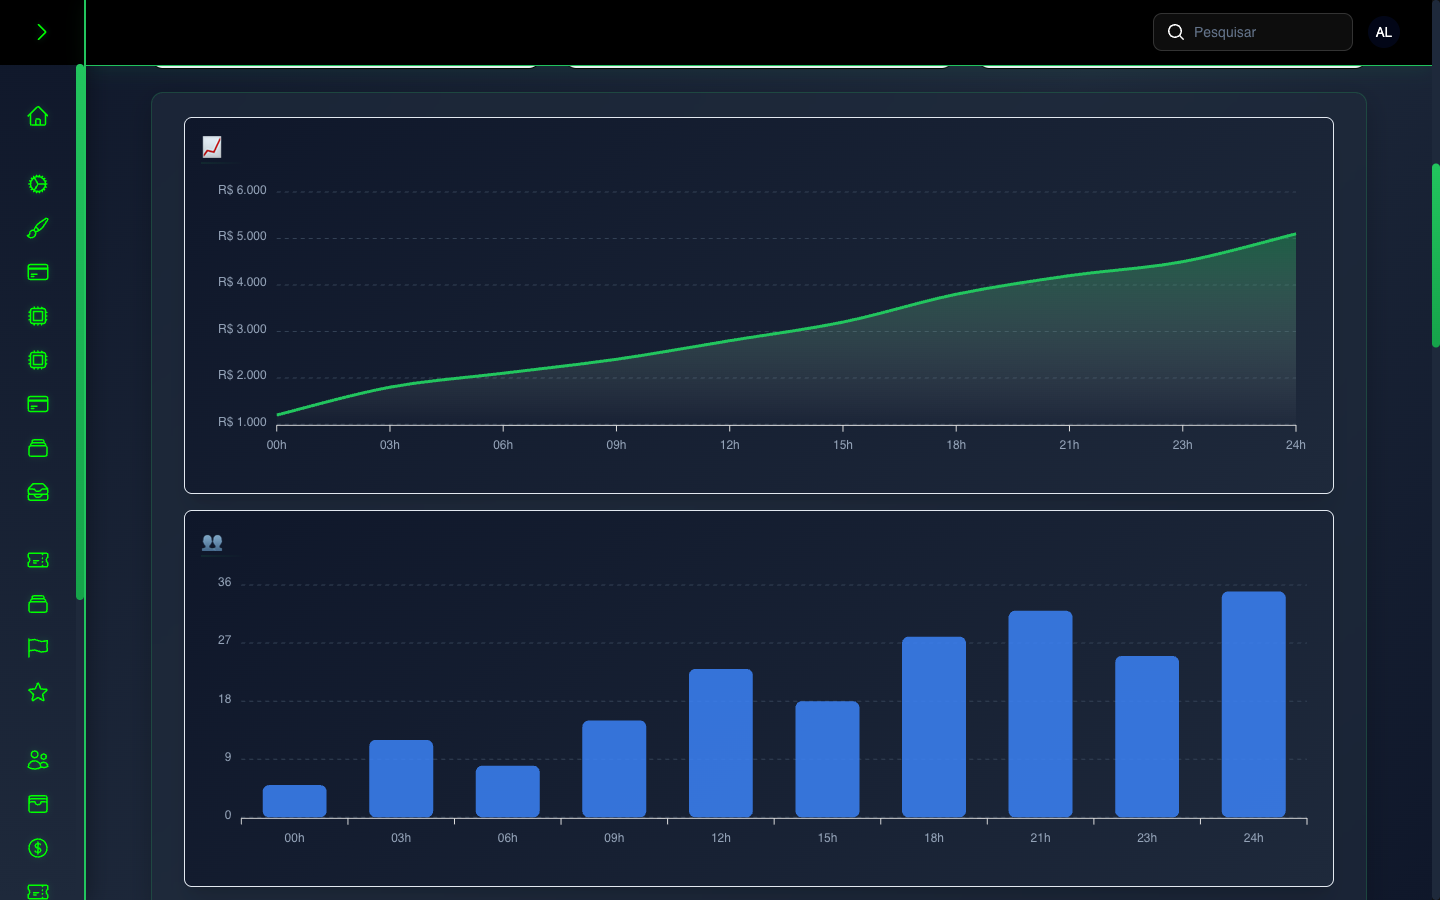 Pesquisar
AL
R$ 6.000
R$ 5.000
R$ 4.000
R$ 3.000
R$ 2.000
R$ 1.000
00h 03h 06h 09h 12h 15h 18h 21h 23h 24h
36
27
18
9
0
00h 03h 06h 09h 12h 15h 18h 21h 23h 24h